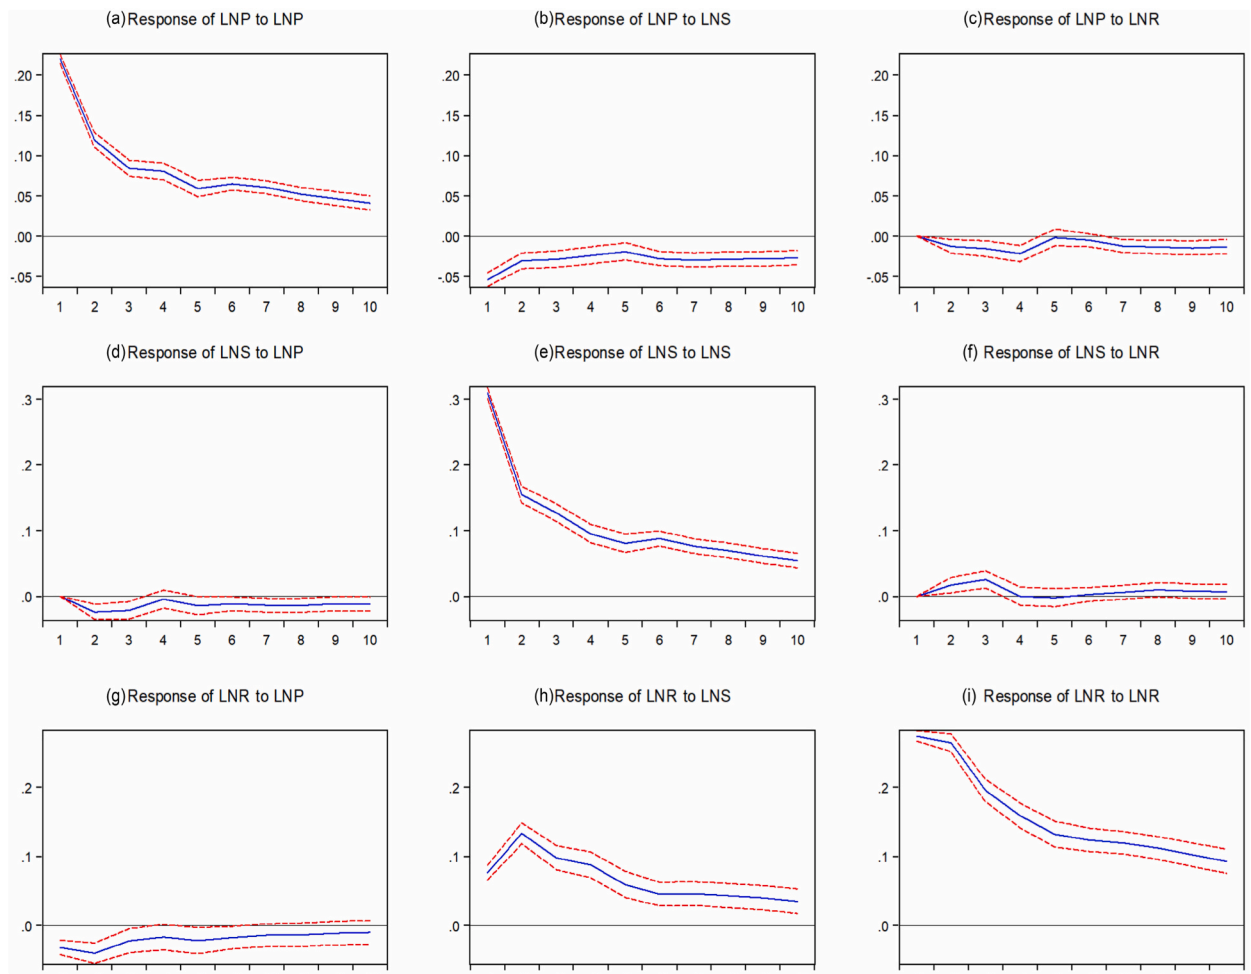 (a)Response of LNP to LNP
(b)Response of LNP to LNS
(c)Response of LNP to LNR
.20
.15
.10
.05
.00
-.05
1 2 3 4 5 6 7 8 9 10
.20
.15
.10
.05
.00
-.05
1 2 3 4 5 6 7 8 9 10
.20
.15
.10
.05
.00
-.05
1 2 3 4 5 6 7 8 9 10
(d)Response of LNS to LNP
(e)Response of LNS to LNS
(f) Response of LNS to LNR
.3
.2
.1
.0
1 2 3 4 5 6 7 8 9 10
.3
.2
.1
.0
1 2 3 4 5 6 7 8 9 10
.3
.2
.1
.0
1 2 3 4 5 6 7 8 9 10
(g)Response of LNR to LNP
(h)Response of LNR to LNS
(i) Response of LNR to LNR
.2
.1
.0
.2
.1
.0
.2
.1
.0